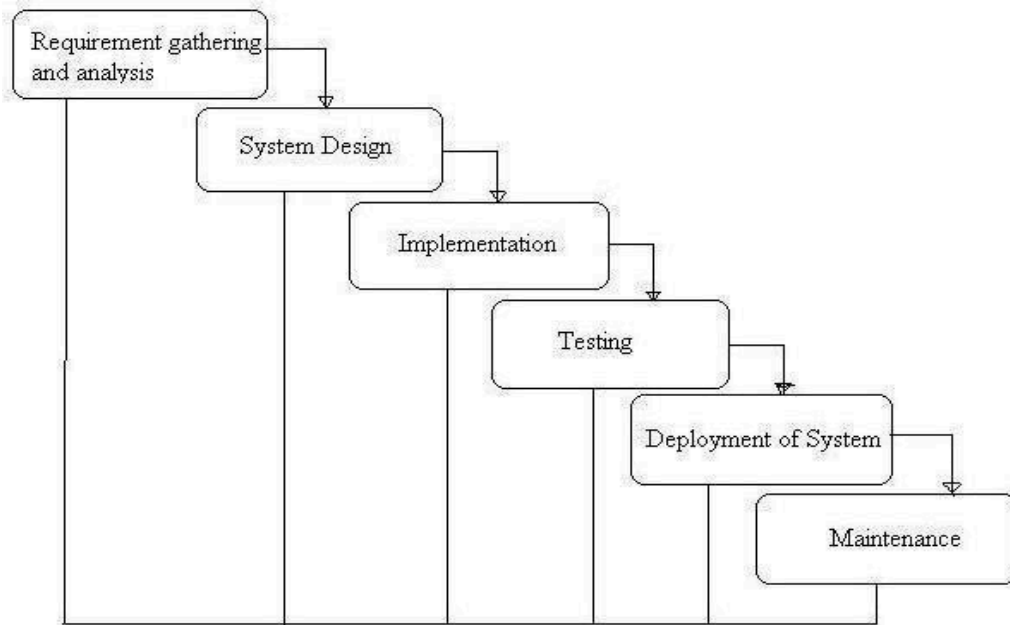 Requirement gathering
and analysis
System Design
Implementation
Testing
Deployment of System
Maintenance